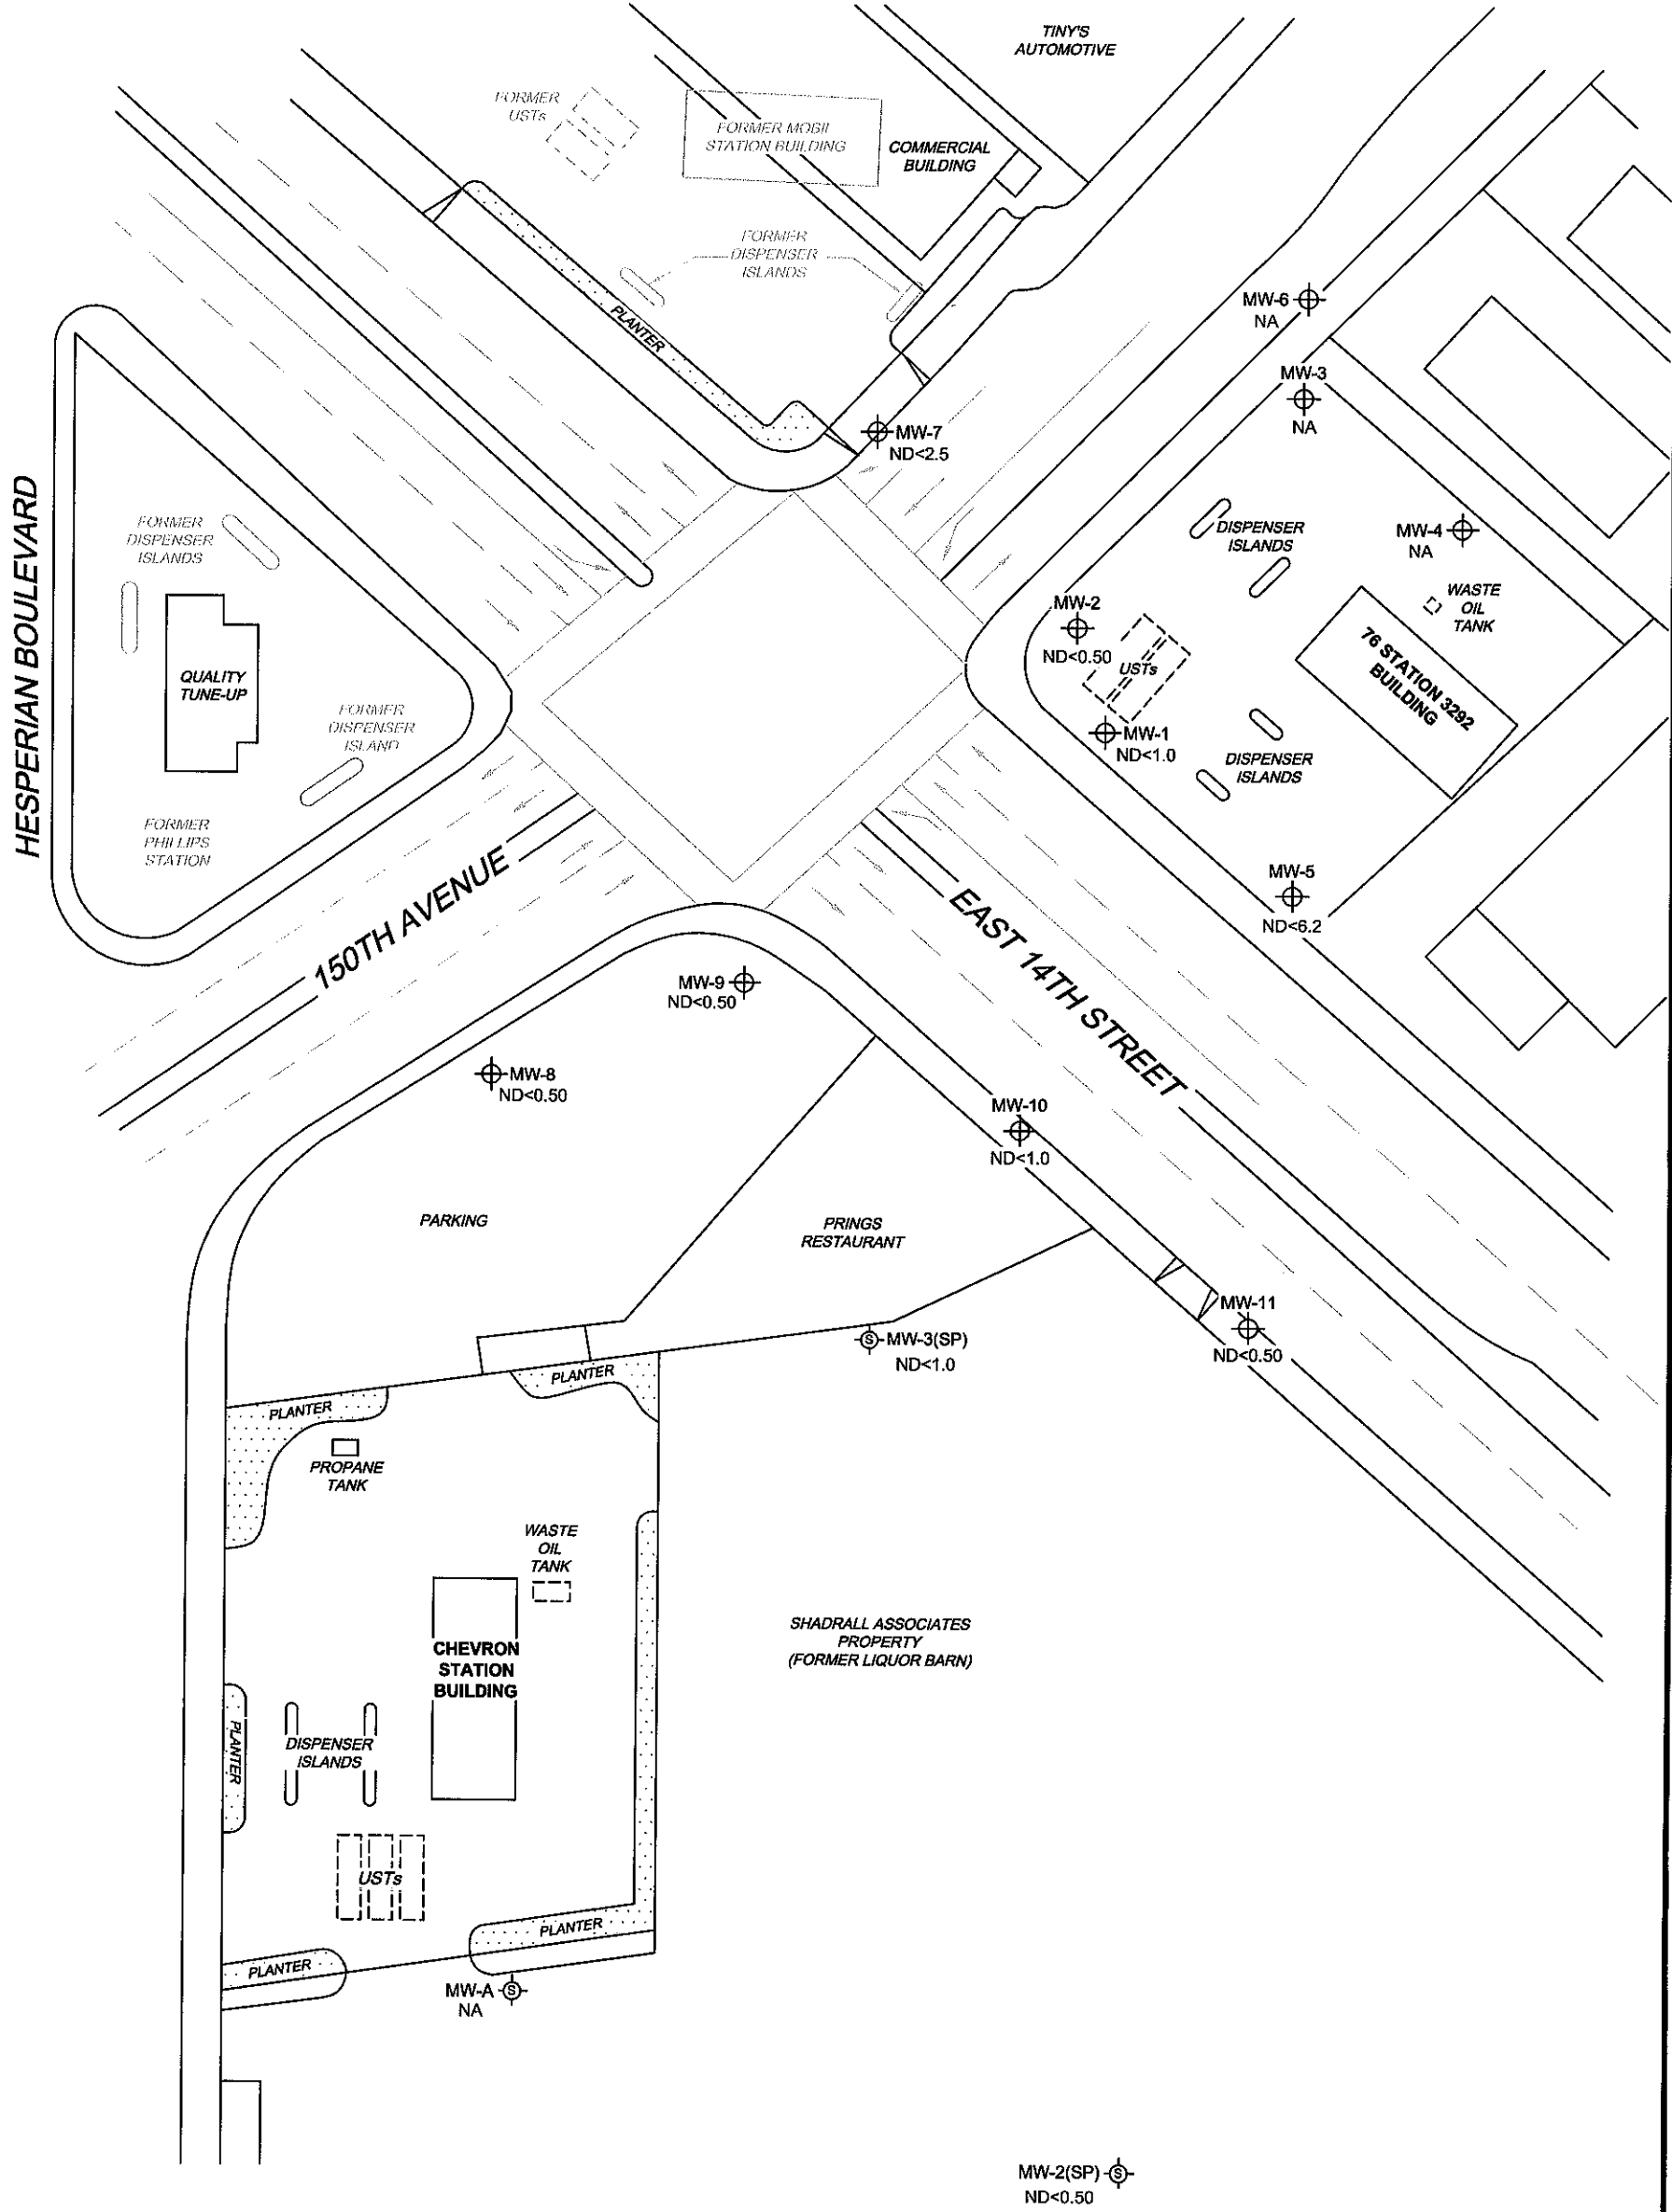 TINY'S
AUTOMOTIVE
FORMER
USTs
FORMER MOBIL
STATION BUILDING
COMMERCIAL
BUILDING
FORMER
DISPENSER
ISLANDS
PLANTER
MW-6
NA
MW-3
NA
MW-7
ND<2.5
HESPERIAN BOULEVARD
FORMER
DISPENSER
ISLANDS
DISPENSER
ISLANDS
MW-4
NA
WASTE
OIL
TANK
MW-2
ND<0.50
USTs
76 STATION 3292
BUILDING
QUALITY
TUNE-UP
FORMER
DISPENSER
ISLAND
MW-1
ND<1.0
DISPENSER
ISLANDS
FORMER
PHILLIPS
STATION
150TH AVENUE
EAST 14TH STREET
MW-5
ND<6.2
MW-9
ND<0.50
MW-8
ND<0.50
MW-10
ND<1.0
PARKING
PRINGS
RESTAURANT
MW-11
ND<0.50
MW-3(SP)
ND<1.0
PLANTER
PLANTER
PROPANE
TANK
WASTE
OIL
TANK
CHEVRON
STATION
BUILDING
SHADRALL ASSOCIATES
PROPERTY
(FORMER LIQUOR BARN)
PLANTER
DISPENSER
ISLANDS
USTs
PLANTER
PLANTER
MW-A
S
NA
MW-2(SP)
S
ND<0.50